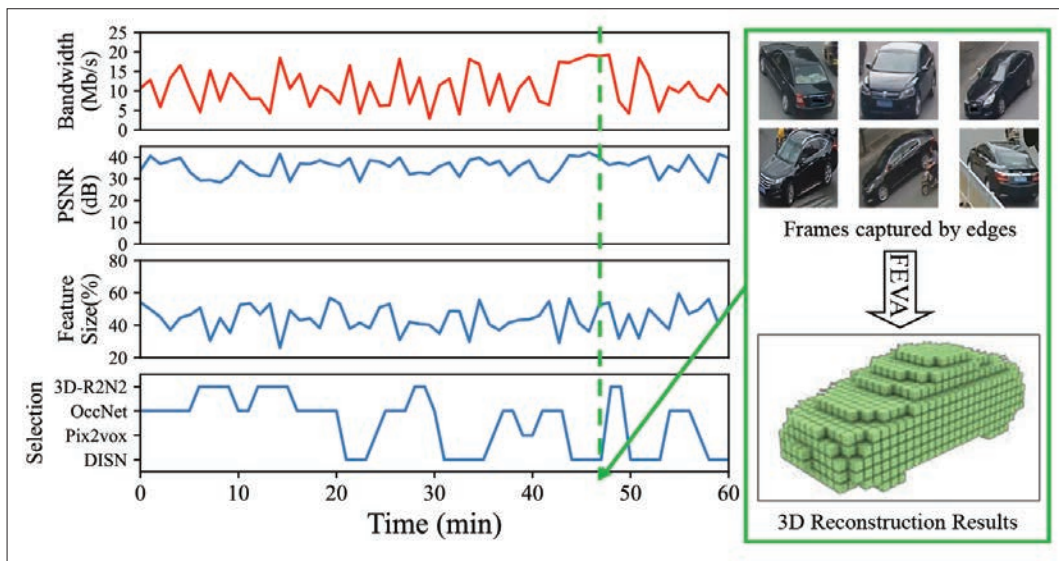 Bandwidth
(Mb/s)
25
20
15
10
5
0
PSNR
(dB)
40
30
20
10
0
Feature
Size(%)
80
60
40
20
Selection
3D-R2N2
OccNet
Pix2vox
DISN
0 10 20 30 40 50 60
Time (min)
Frames captured by edges
FEVA
3D Reconstruction Results